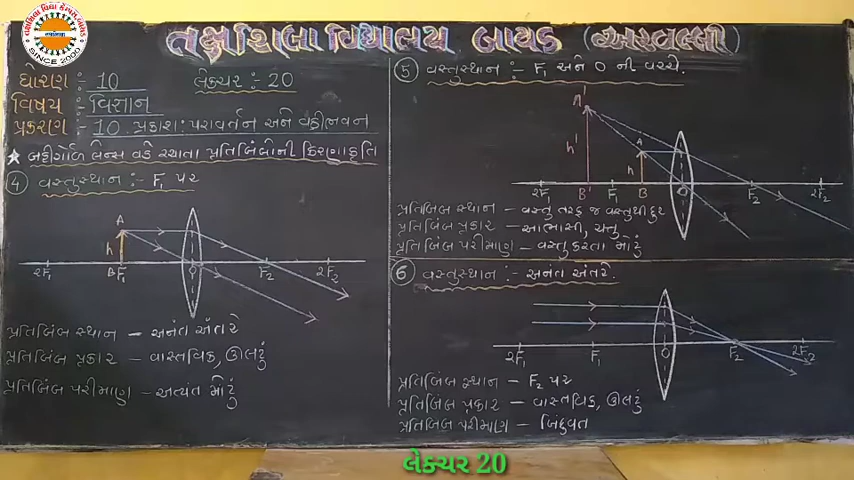 તક્ષશિલા વિદ્યાલય બાયડ (અરવલ્લી)
SINCE 2000
ધોરણ : 10
લેક્ચર : 20
વિષય :- વિજ્ઞાન
પ્રકરણ :- 10. પ્રકાશ: પરાવર્તન અને વક્રીભવન
★ બહિર્ગોળ લેન્સ વડે રચાતા પ્રતિબિંબોની કિરણાકૃતિ
4 વસ્તુસ્થાન :- F₁ પર
A
h
2F₁ B F₁ O F₂ 2F₂
પ્રતિબિંબ સ્થાન - અનંત અંતરે
પ્રતિબિંબ પ્રકાર - વાસ્તવિક, ઊલટું
પ્રતિબિંબ પરીમાણ - અત્યંત મોટું
5 વસ્તુસ્થાન :- F₁ અને O ની વચ્ચે.
A'
h' A
h
2F₁ B' F₁ B O F₂ 2F₂
પ્રતિબિંબ સ્થાન - વસ્તુ તરફ જ વસ્તુથી દુર
પ્રતિબિંબ પ્રકાર - આભાસી, ચત્તુ
પ્રતિબિંબ પરીમાણ - વસ્તુ કરતા મોટું
6 વસ્તુસ્થાન :- અનંત અંતરે.
2F₁ F₁ O F₂ 2F₂
પ્રતિબિંબ સ્થાન - F₂ પર
પ્રતિબિંબ પ્રકાર - વાસ્તવિક, ઊલટું
પ્રતિબિંબ પરીમાણ - બિંદુવત
લેક્ચર 20